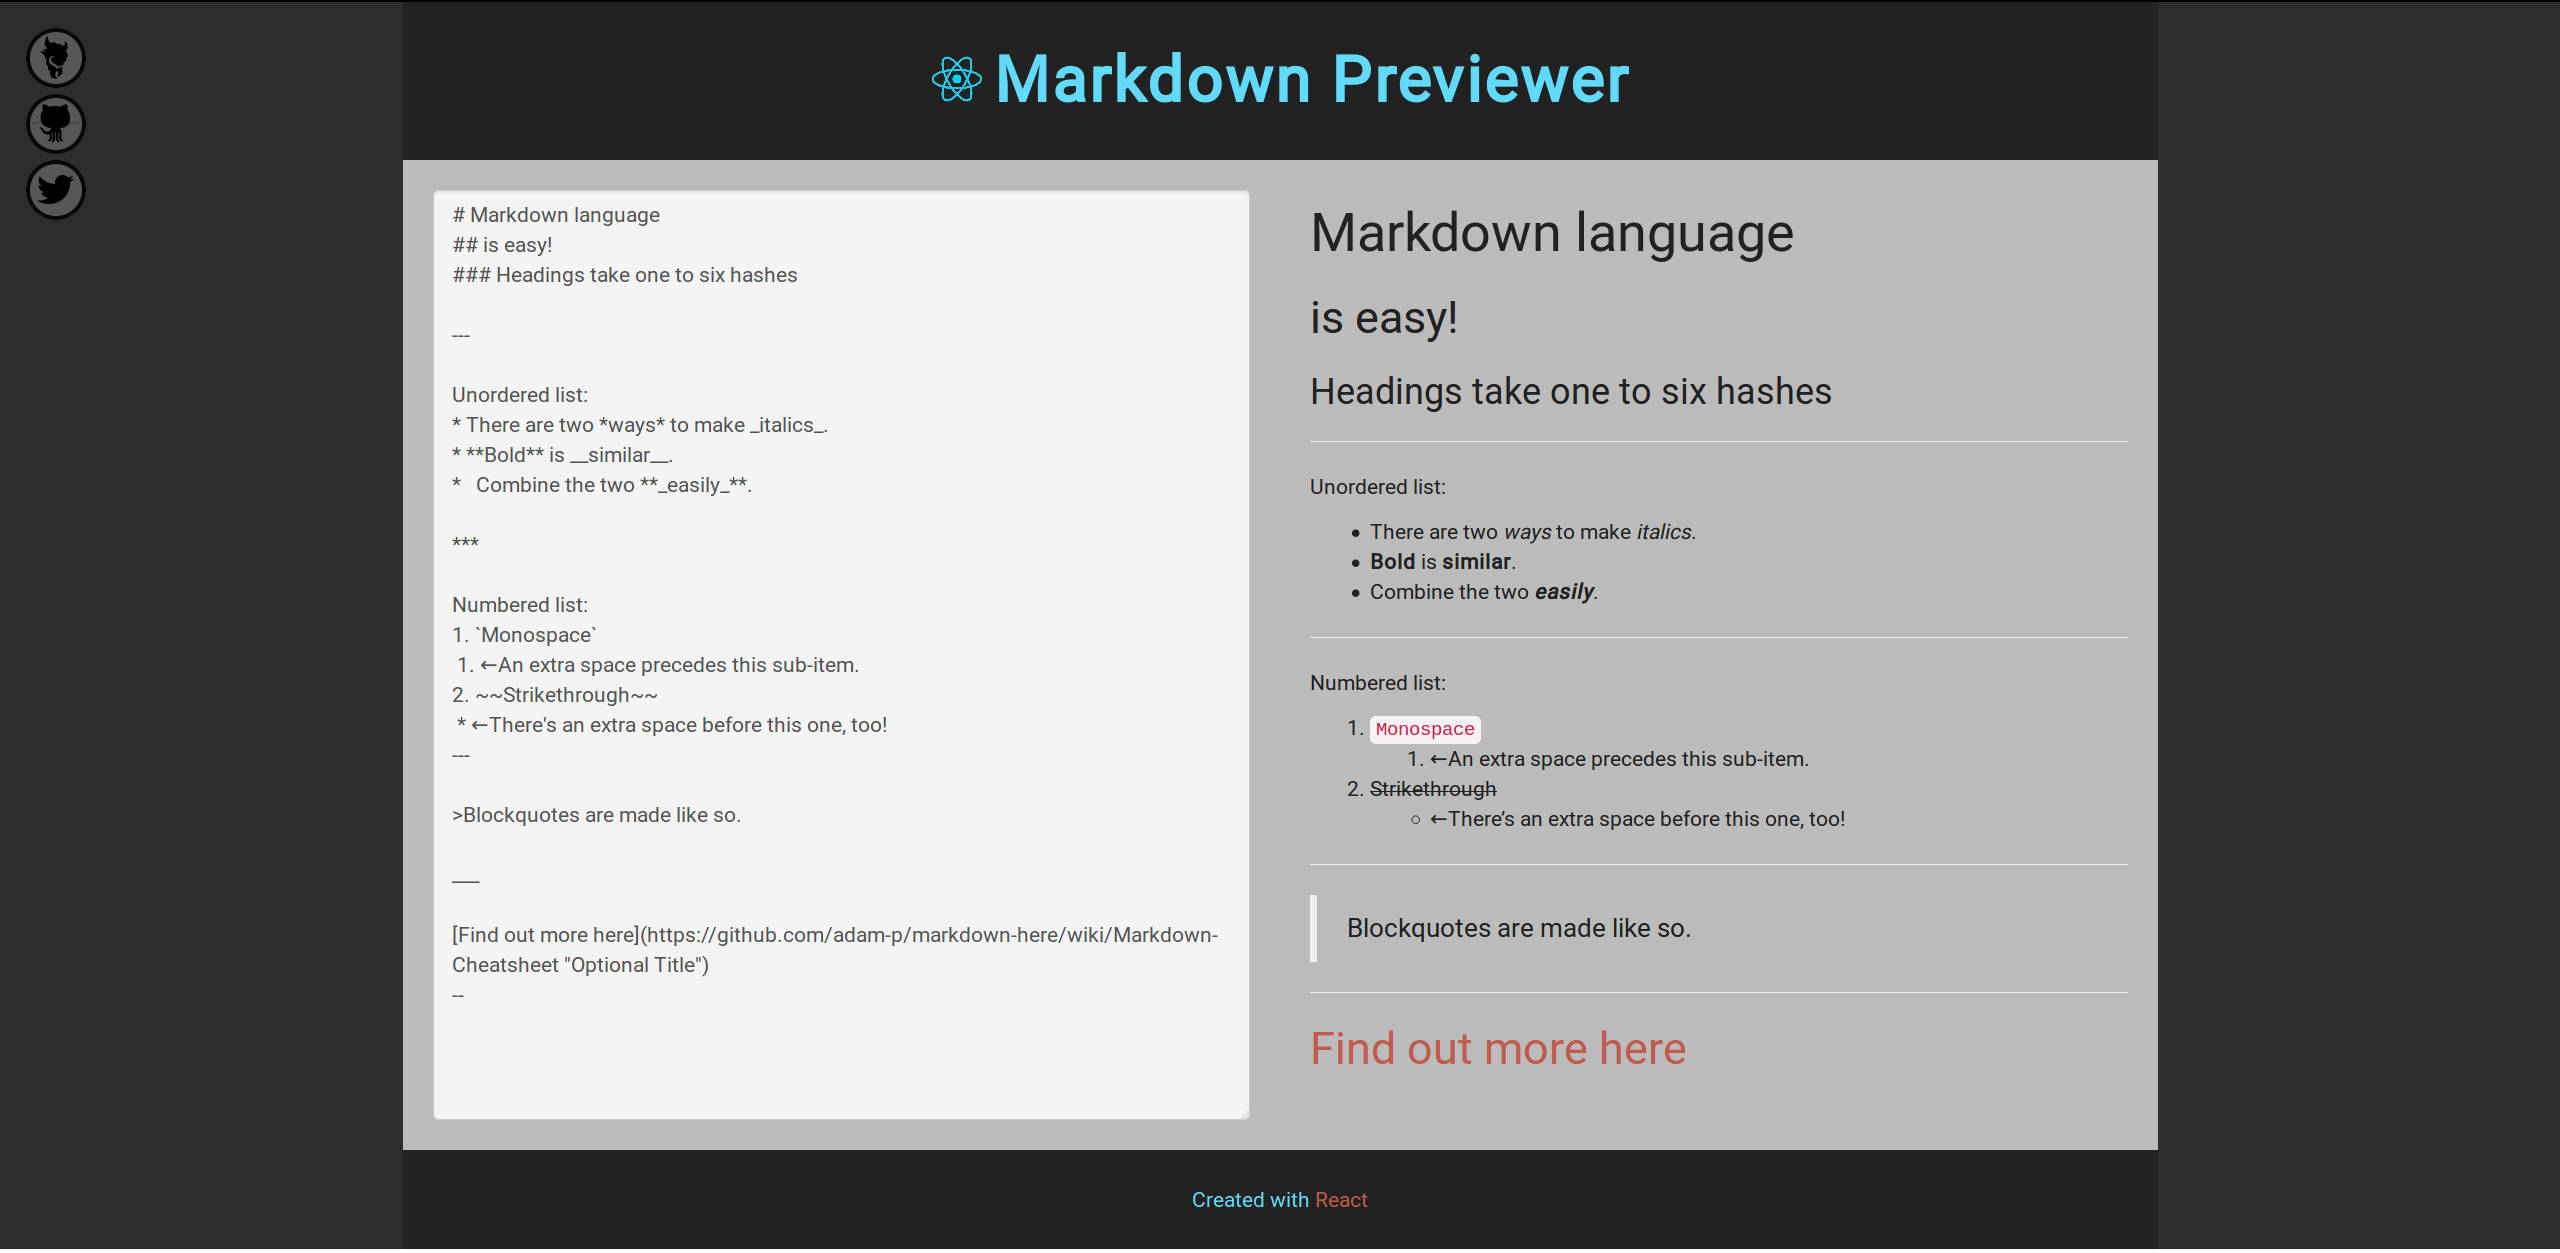 Markdown Previewer
# Markdown language
## is easy!
### Headings take one to six hashes
---
Unordered list:
* There are two *ways* to make _italics_.
* **Bold** is __similar__.
*   Combine the two **_easily_**.
***
Numbered list:
1. `Monospace`
 1. ←An extra space precedes this sub-item.
2. ~~Strikethrough~~
 * ←There's an extra space before this one, too!
---
>Blockquotes are made like so.
___
[Find out more here](https://github.com/adam-p/markdown-here/wiki/Markdown-
Cheatsheet "Optional Title")
--
Markdown language
is easy!
Headings take one to six hashes
Unordered list:
• There are two ways to make italics.
• Bold is similar.
• Combine the two easily.
Numbered list:
1. Monospace
1. ←An extra space precedes this sub-item.
2. Strikethrough
◦ ←There’s an extra space before this one, too!
Blockquotes are made like so.
Find out more here
Created with React